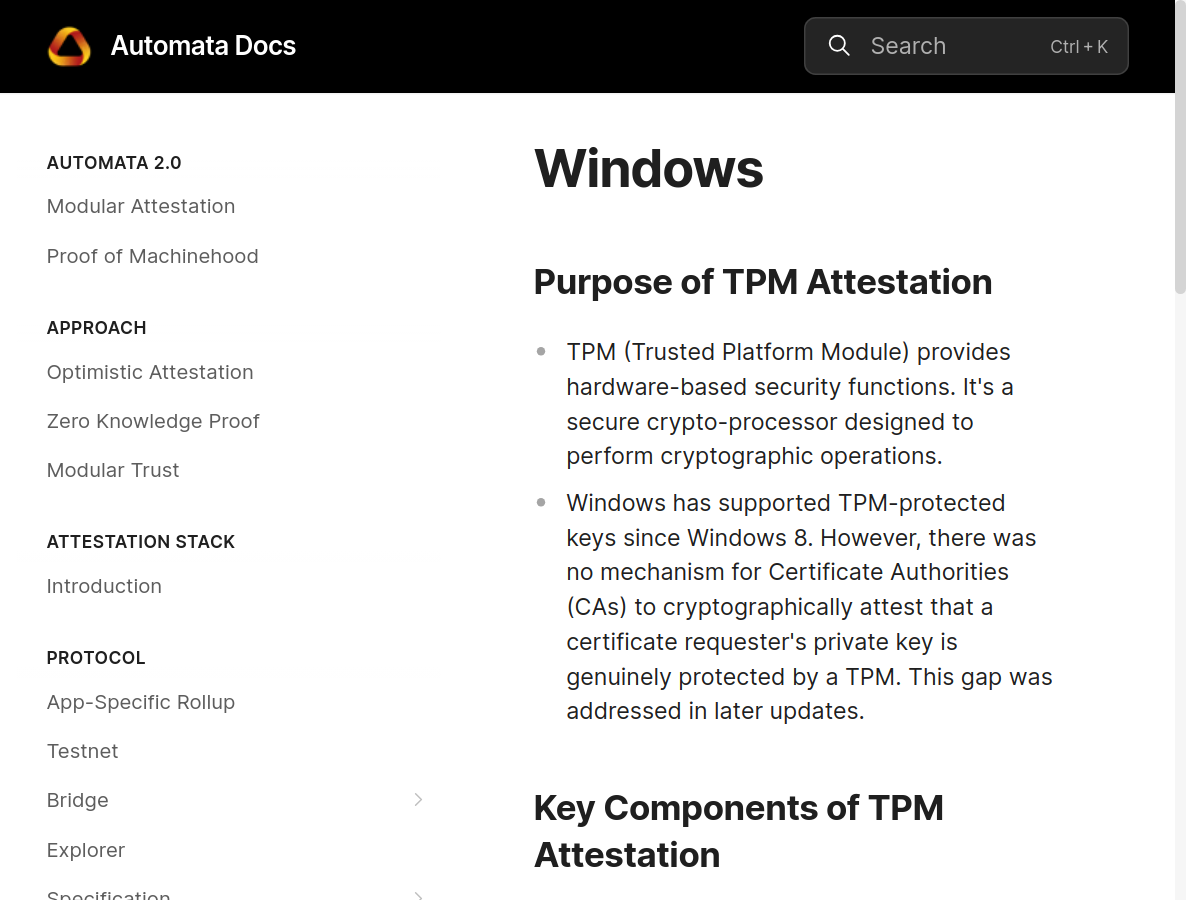 Automata Docs
Search
Ctrl + K
AUTOMATA 2.0
Modular Attestation
Proof of Machinehood
APPROACH
Optimistic Attestation
Zero Knowledge Proof
Modular Trust
ATTESTATION STACK
Introduction
PROTOCOL
App-Specific Rollup
Testnet
Bridge
Explorer
Specification
Windows
Purpose of TPM Attestation
TPM (Trusted Platform Module) provides
hardware-based security functions. It's a
secure crypto-processor designed to
perform cryptographic operations.
Windows has supported TPM-protected
keys since Windows 8. However, there was
no mechanism for Certificate Authorities
(CAs) to cryptographically attest that a
certificate requester's private key is
genuinely protected by a TPM. This gap was
addressed in later updates.
Key Components of TPM
Attestation